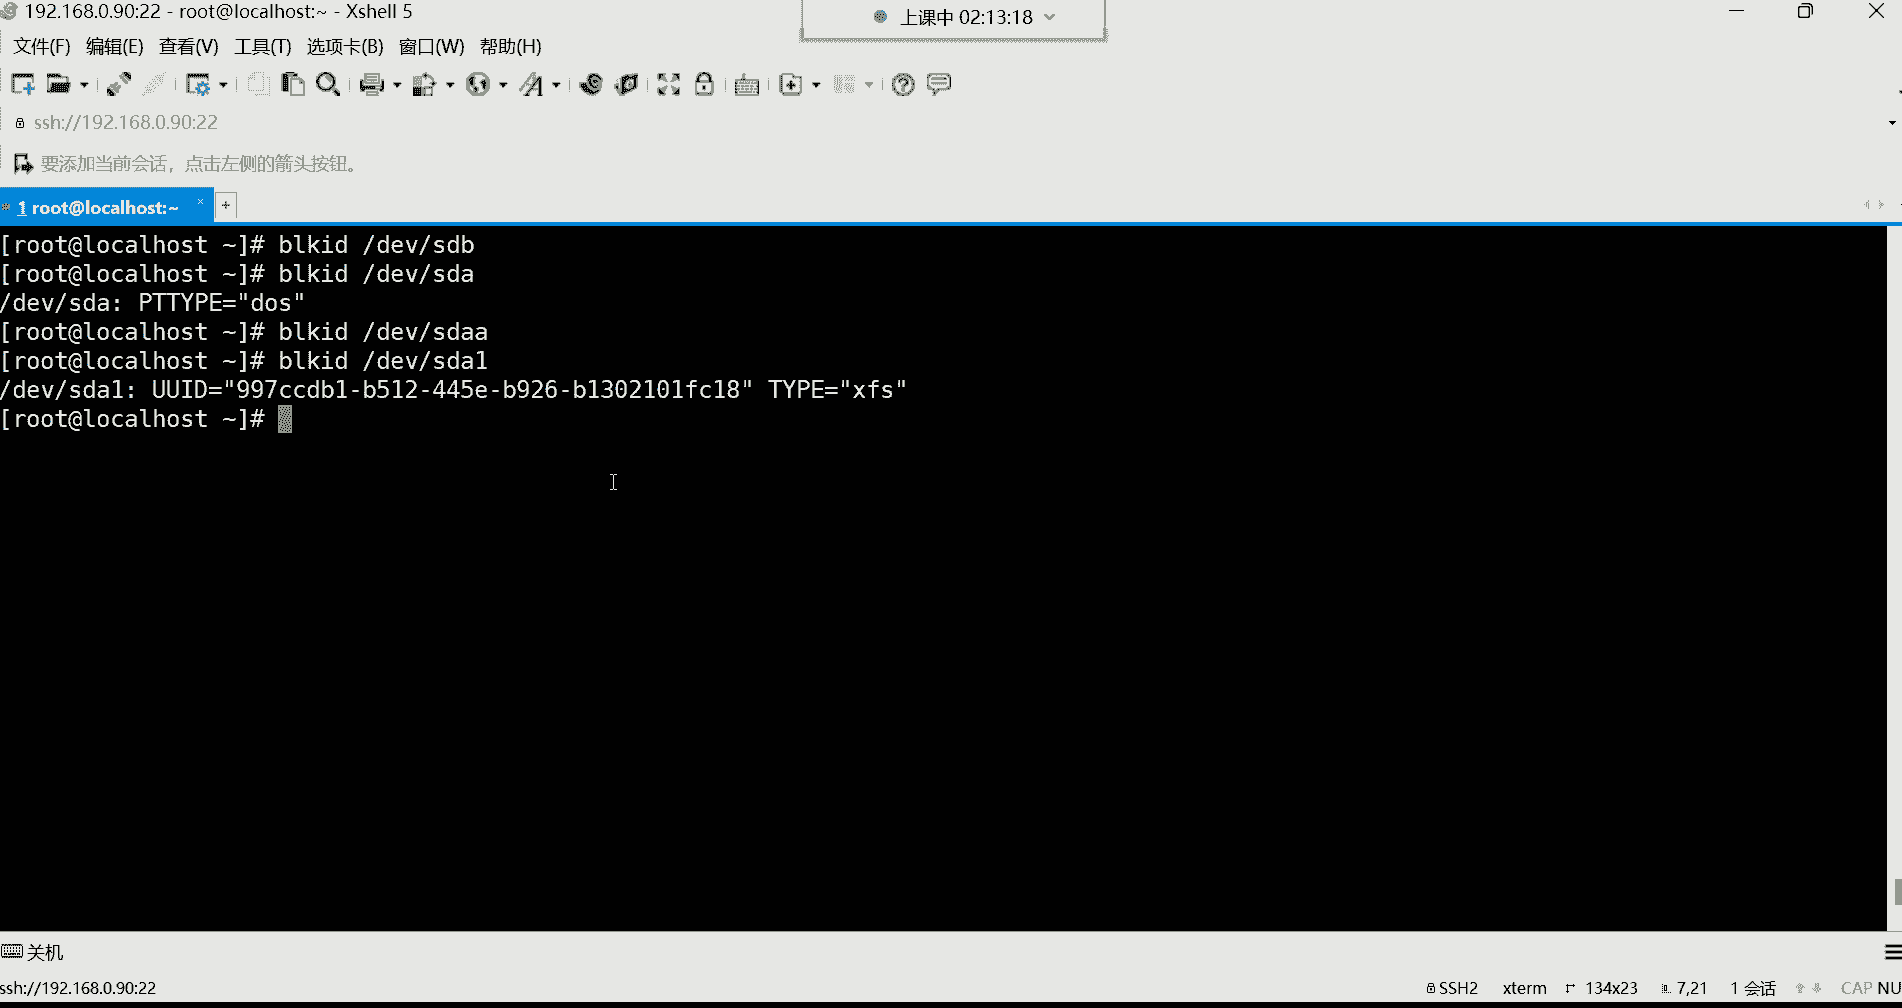 192.168.0.90:22 - root@localhost:~ - Xshell 5
上课中 02:13:18
文件(F) 编辑(E) 查看(V) 工具(T) 选项卡(B) 窗口(W) 帮助(H)
ssh://192.168.0.90:22
要添加当前会话，点击左侧的箭头按钮。
1 root@localhost:~ × +
[root@localhost ~]# blkid /dev/sdb
[root@localhost ~]# blkid /dev/sda
/dev/sda: PTTYPE="dos"
[root@localhost ~]# blkid /dev/sdaa
[root@localhost ~]# blkid /dev/sda1
/dev/sda1: UUID="997ccdb1-b512-445e-b926-b1302101fc18" TYPE="xfs"
[root@localhost ~]#
关机
ssh://192.168.0.90:22 SSH2 xterm 134x23 7,21 1 会话 CAP NU